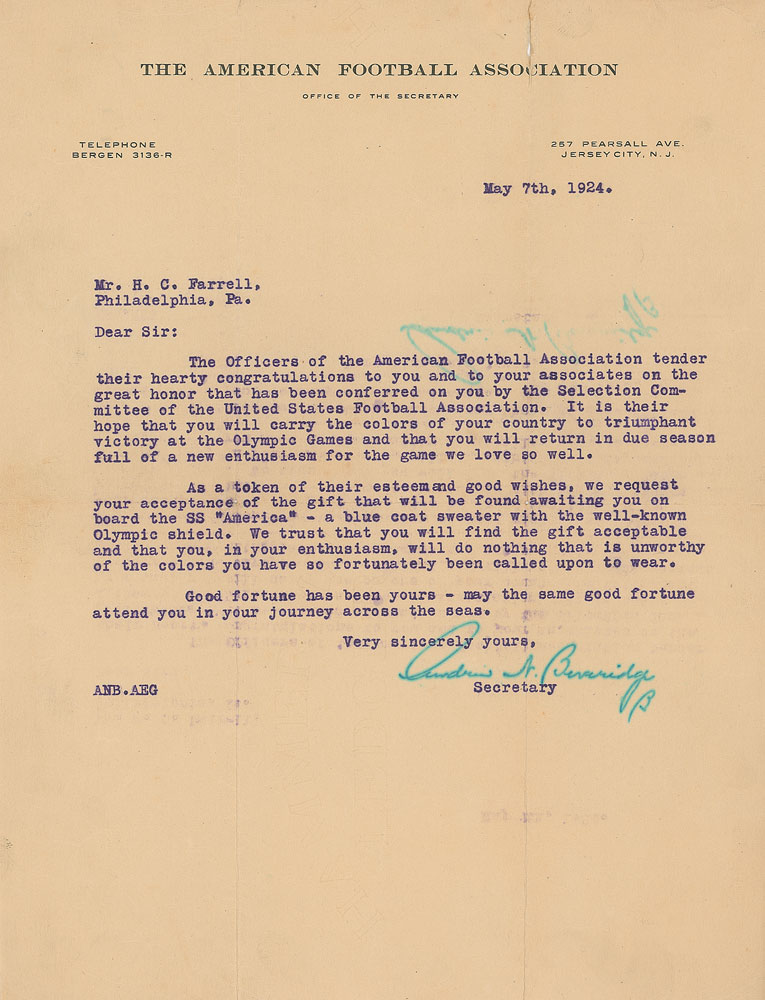 THE AMERICAN FOOTBALL ASSOCIATION
OFFICE OF THE SECRETARY
TELEPHONE
BERGEN 3136-R
257 PEARSALL AVE.
JERSEY CITY, N. J.
May 7th, 1924.
Mr. H. C. Farrell,
Philadelphia, Pa.
Dear Sir:
The Officers of the American Football Association tender
their hearty congratulations to you and to your associates on the
great honor that has been conferred on you by the Selection Com-
mittee of the United States Football Association. It is their
hope that you will carry the colors of your country to triumphant
victory at the Olympic Games and that you will return in due season
full of a new enthusiasm for the game we love so well.
As a token of their esteem and good wishes, we request
your acceptance of the gift that will be found awaiting you on
board the SS "America" - a blue coat sweater with the well-known
Olympic shield. We trust that you will find the gift acceptable
and that you, in your enthusiasm, will do nothing that is unworthy
of the colors you have so fortunately been called upon to wear.
Good fortune has been yours - may the same good fortune
attend you in your journey across the seas.
Very sincerely yours,
Andrew N. Beveridge
B
Secretary
ANB.AEG